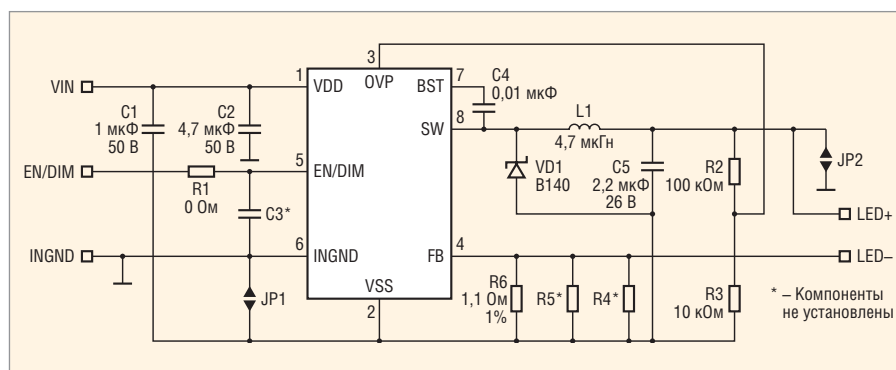 VIN
C1
1 мкФ
50 В
C2
4,7 мкФ
50 В
EN/DIM
R1
0 Ом
C3*
INGND
JP1
3
OVP
1
VDD
BST
7
SW
8
5
EN/DIM
6
INGND
FB
4
VSS
2
C4
0,01 мкФ
L1
4,7 мкГн
VD1
B140
C5
2,2 мкФ
26 В
R2
100 кОм
JP2
LED+
LED–
R6
1,1 Ом
1%
R5*
R4*
R3
10 кОм
* – Компоненты
не установлены